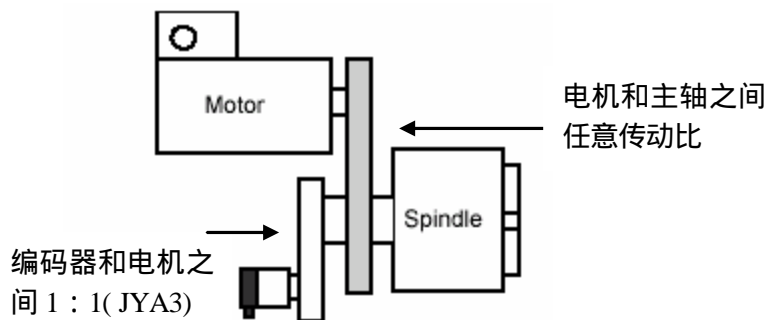 Motor
电机和主轴之间
任意传动比
Spindle
编码器和电机之
间 1：1( JYA3)